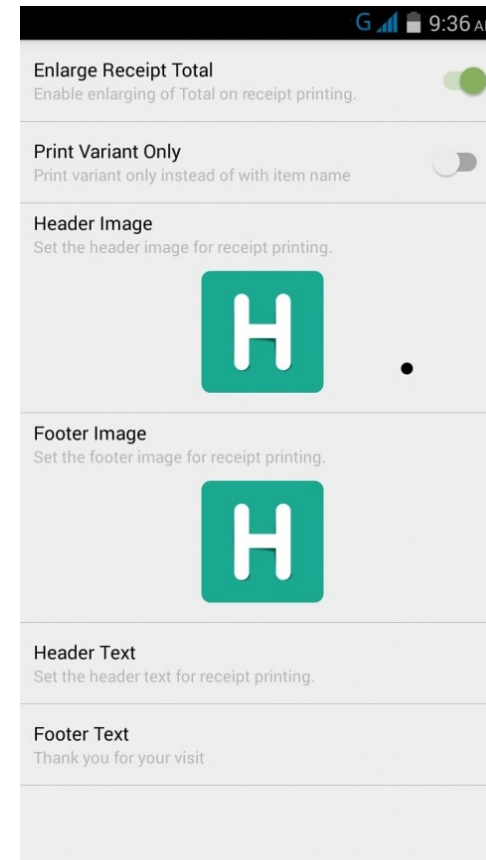 G 9:36 A
Enlarge Receipt Total
Enable enlarging of Total on receipt printing.
Print Variant Only
Print variant only instead of with item name
Header Image
Set the header image for receipt printing.
H
Footer Image
Set the footer image for receipt printing.
H
Header Text
Set the header text for receipt printing.
Footer Text
Thank you for your visit